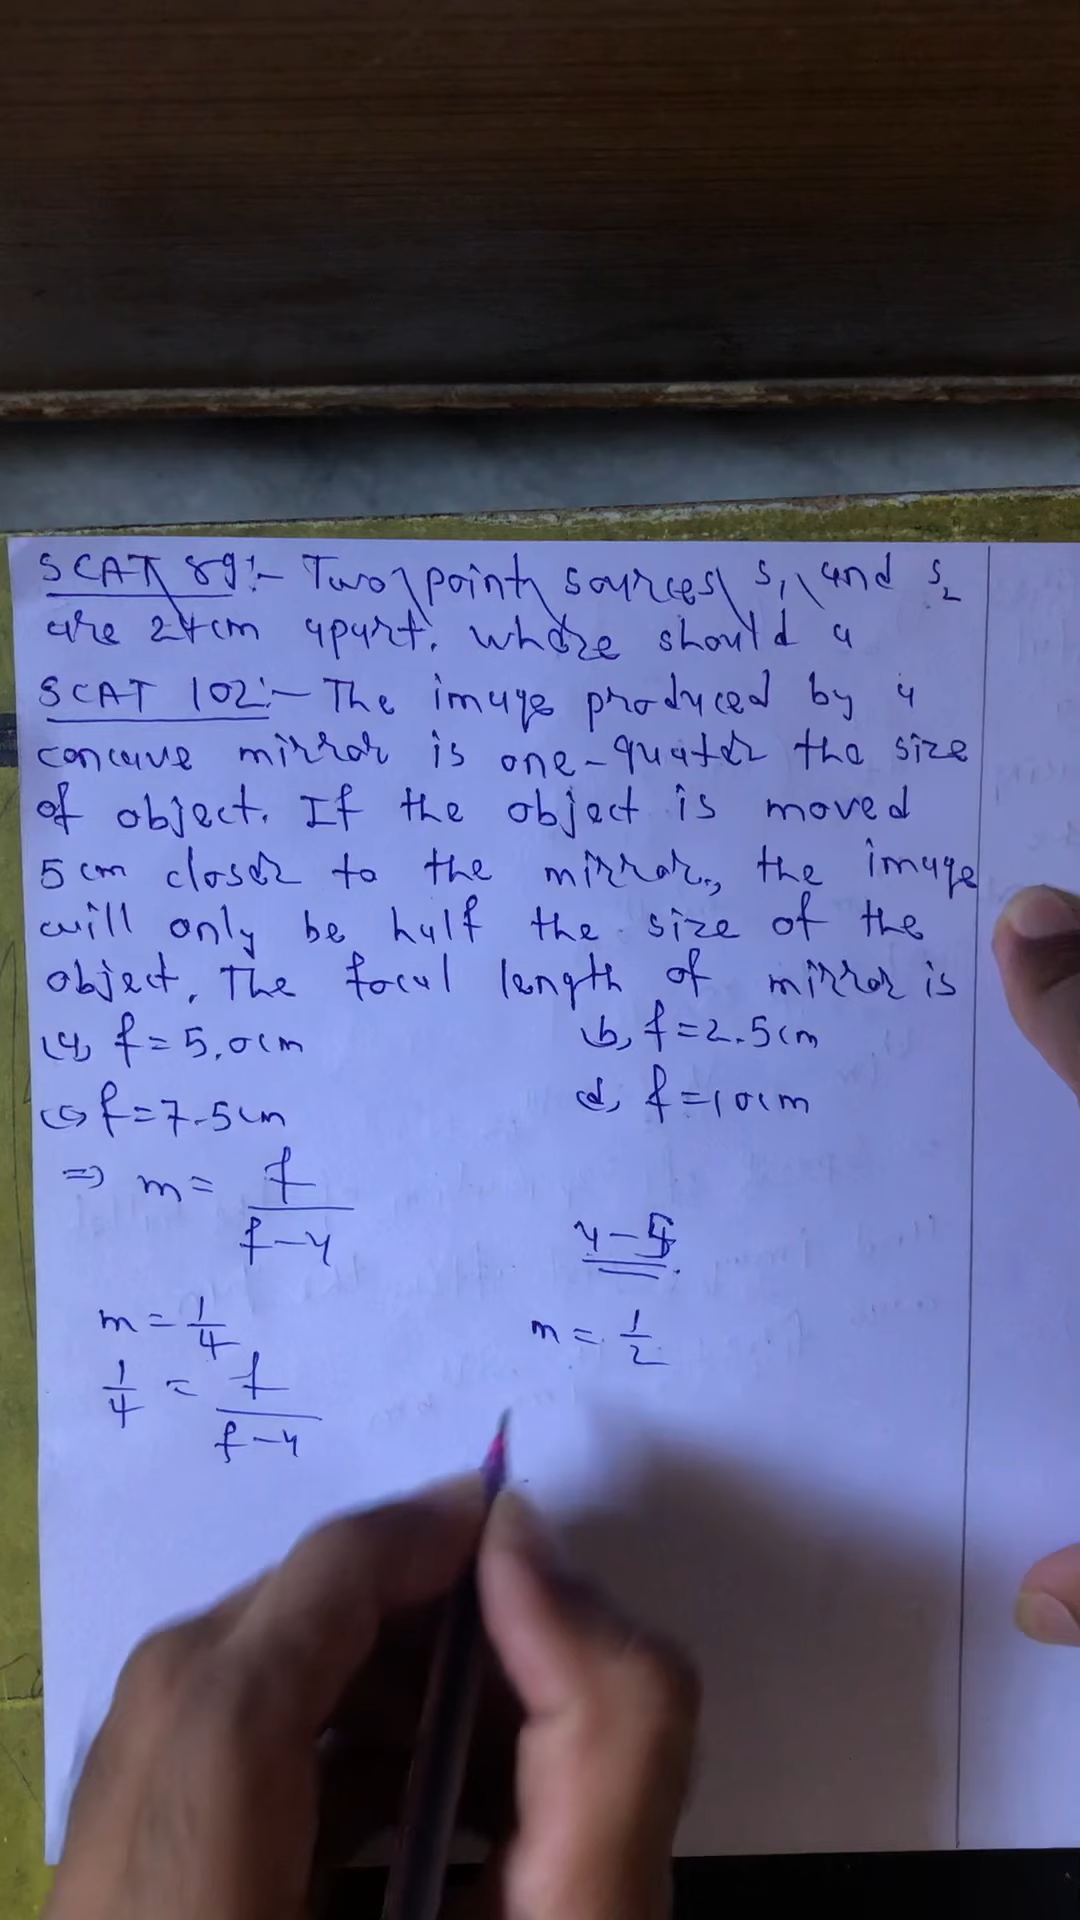 SCAT 89:- Two point sources S₁ and S₂
are 24cm apart. where should a
SCAT 102:- The image produced by a
concave mirror is one-quater the size
of object. If the object is moved
5cm closer to the mirror, the image
will only be half the size of the
object. The focal length of mirror is
(a) f=5.0cm (b) f=2.5cm
(c) f=7.5cm (d) f=10cm
⇒ m = f/(f-u)
u-5
m = 1/4 m = 1/2
1/4 = f/(f-u)